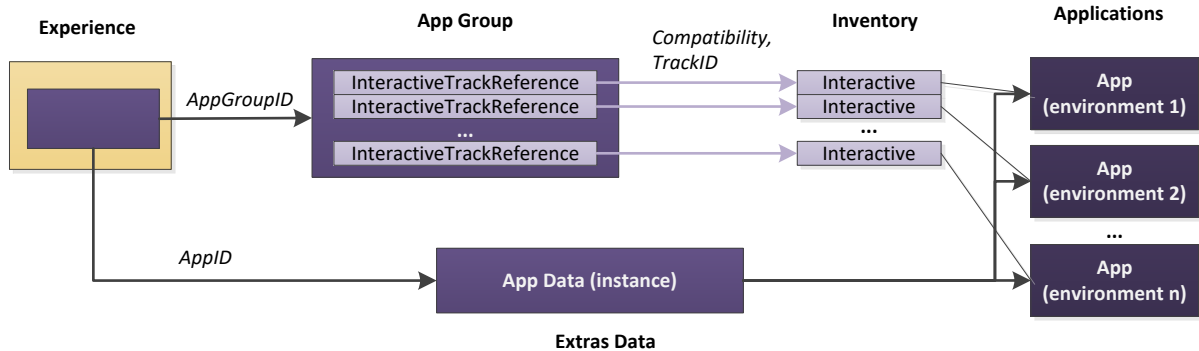 Experience
App Group
Inventory
Applications
Compatibility,
TrackID
AppGroupID
InteractiveTrackReference
InteractiveTrackReference
...
InteractiveTrackReference
Interactive
Interactive
...
Interactive
App
(environment 1)
App
(environment 2)
...
App
(environment n)
AppID
App Data (instance)
Extras Data